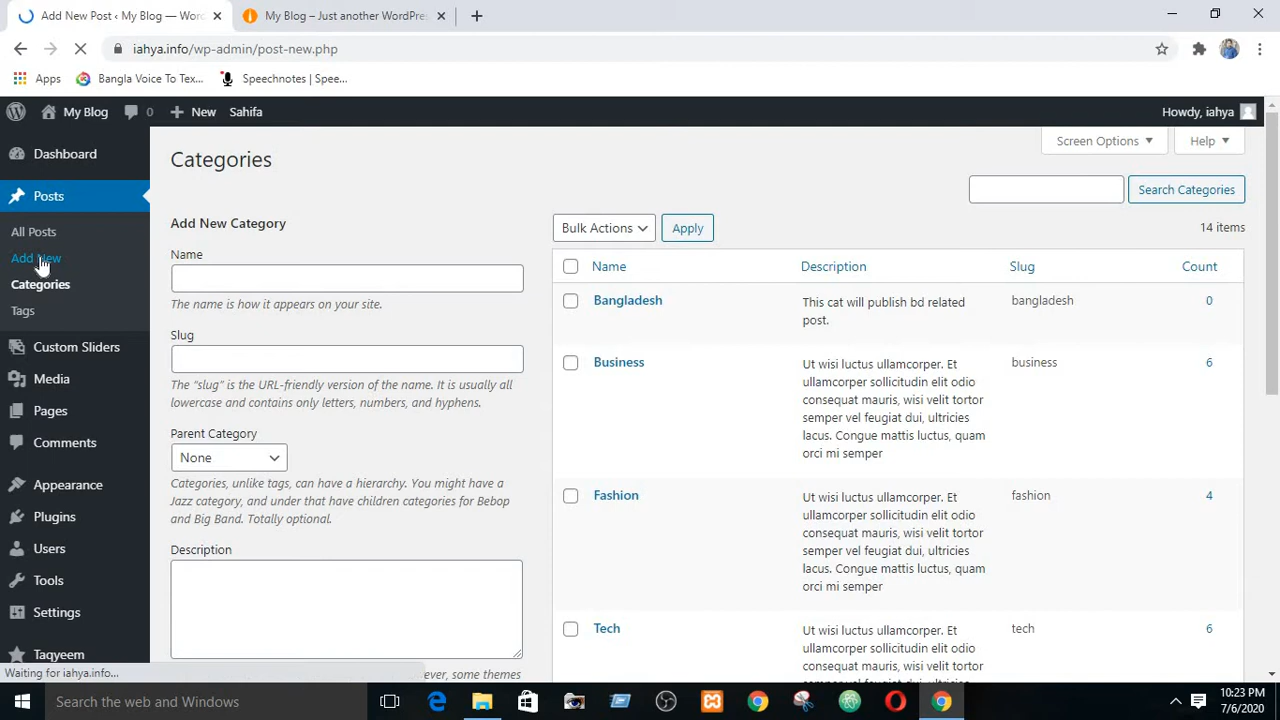 Add New Post ‹ My Blog — Wor
My Blog – Just another WordPre
iahya.info/wp-admin/post-new.php
Apps
Bangla Voice To Tex...
Speechnotes | Spee...
My Blog
0
New
Sahifa
Howdy, iahya
Dashboard
Posts
All Posts
Add New
Categories
Tags
Custom Sliders
Media
Pages
Comments
Appearance
Plugins
Users
Tools
Settings
Taqyeem
Categories
Screen Options
Help
Search Categories
Add New Category
Name
The name is how it appears on your site.
Slug
The “slug” is the URL-friendly version of the name. It is usually all
lowercase and contains only letters, numbers, and hyphens.
Parent Category
None
Categories, unlike tags, can have a hierarchy. You might have a
Jazz category, and under that have children categories for Bebop
and Big Band. Totally optional.
Description
ever, some themes
Bulk Actions
Apply
14 items
Name Description Slug Count
Bangladesh
This cat will publish bd related
post.
bangladesh
0
Business
Ut wisi luctus ullamcorper. Et
ullamcorper sollicitudin elit odio
consequat mauris, wisi velit tortor
semper vel feugiat dui, ultricies
lacus. Congue mattis luctus, quam
orci mi semper
business
6
Fashion
Ut wisi luctus ullamcorper. Et
ullamcorper sollicitudin elit odio
consequat mauris, wisi velit tortor
semper vel feugiat dui, ultricies
lacus. Congue mattis luctus, quam
orci mi semper
fashion
4
Tech
Ut wisi luctus ullamcorper. Et
ullamcorper sollicitudin elit odio
consequat mauris, wisi velit tortor
tech
6
Waiting for iahya.info...
Search the web and Windows
10:23 PM
7/6/2020